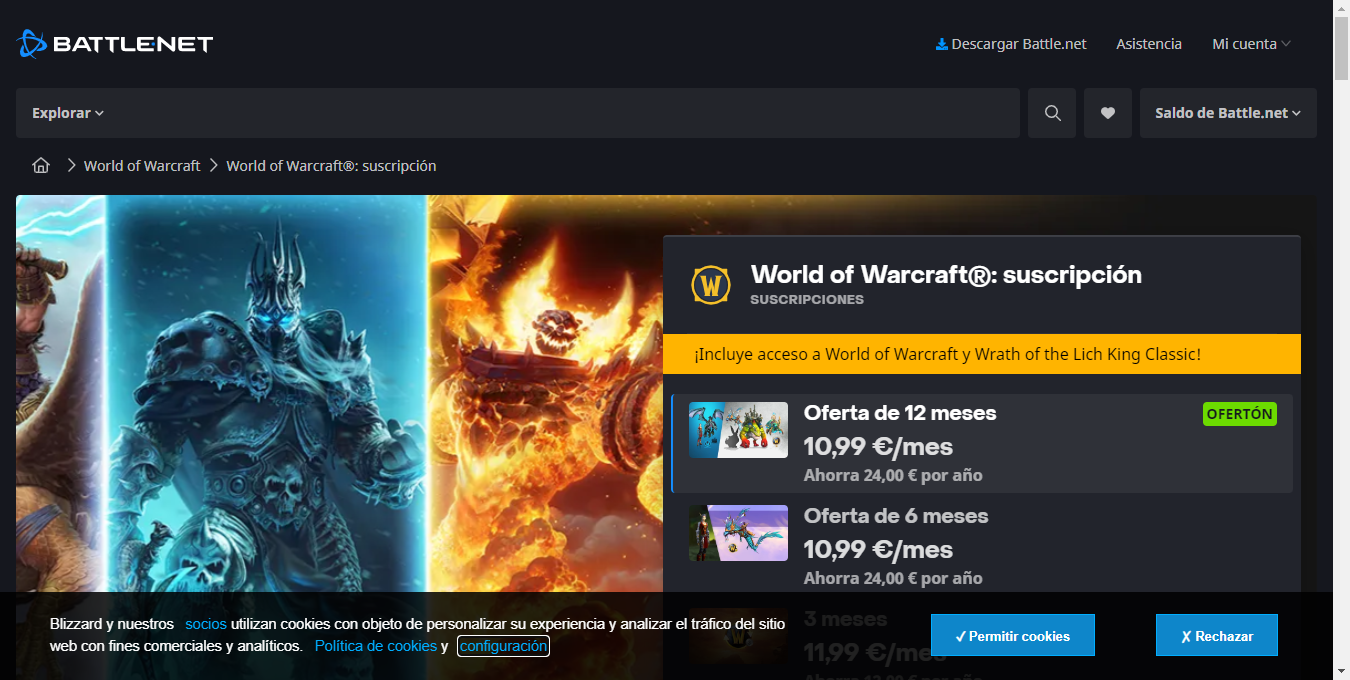 BATTLE.NET
Descargar Battle.net
Asistencia
Mi cuenta
Explorar
Saldo de Battle.net
World of Warcraft
World of Warcraft®: suscripción
World of Warcraft®: suscripción
SUSCRIPCIONES
¡Incluye acceso a World of Warcraft y Wrath of the Lich King Classic!
Oferta de 12 meses
OFERTÓN
10,99 €/mes
Ahorra 24,00 € por año
Oferta de 6 meses
10,99 €/mes
Ahorra 24,00 € por año
3 meses
11,99 €/mes
Blizzard y nuestros socios utilizan cookies con objeto de personalizar su experiencia y analizar el tráfico del sitio
web con fines comerciales y analíticos. Política de cookies y configuración
✓ Permitir cookies
✗ Rechazar